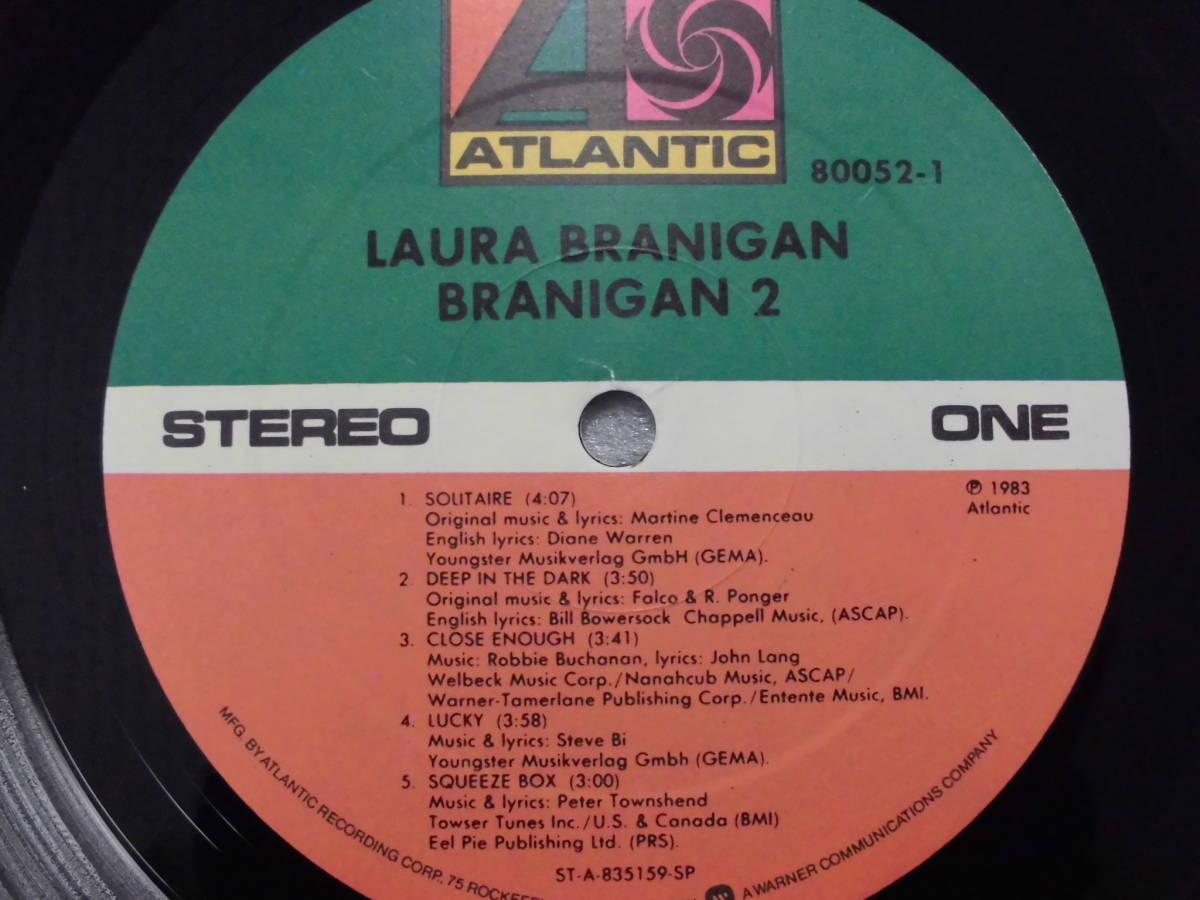 ATLANTIC
80052-1
LAURA BRANIGAN
BRANIGAN 2
STEREO
ONE
1. SOLITAIRE (4:07)
Original music & lyrics: Martine Clemenceau
English lyrics: Diane Warren
Youngster Musikverlag GmbH (GEMA).
2. DEEP IN THE DARK (3:50)
Original music & lyrics: Falco & R. Ponger
English lyrics: Bill Bowersock Chappell Music, (ASCAP).
3. CLOSE ENOUGH (3:41)
Music: Robbie Buchanan, lyrics: John Lang
Welbeck Music Corp./Nanahcub Music, ASCAP/
Warner-Tamerlane Publishing Corp./Entente Music, BMI.
4. LUCKY (3:58)
Music & lyrics: Steve Bi
Youngster Musikverlag Gmbh (GEMA).
5. SQUEEZE BOX (3:00)
Music & lyrics: Peter Townshend
Towser Tunes Inc./U.S. & Canada (BMI)
Eel Pie Publishing Ltd. (PRS).
℗ 1983
Atlantic
ST-A-835159-SP
MFG. BY ATLANTIC RECORDING CORP., 75
A WARNER COMMUNICATIONS COMPANY